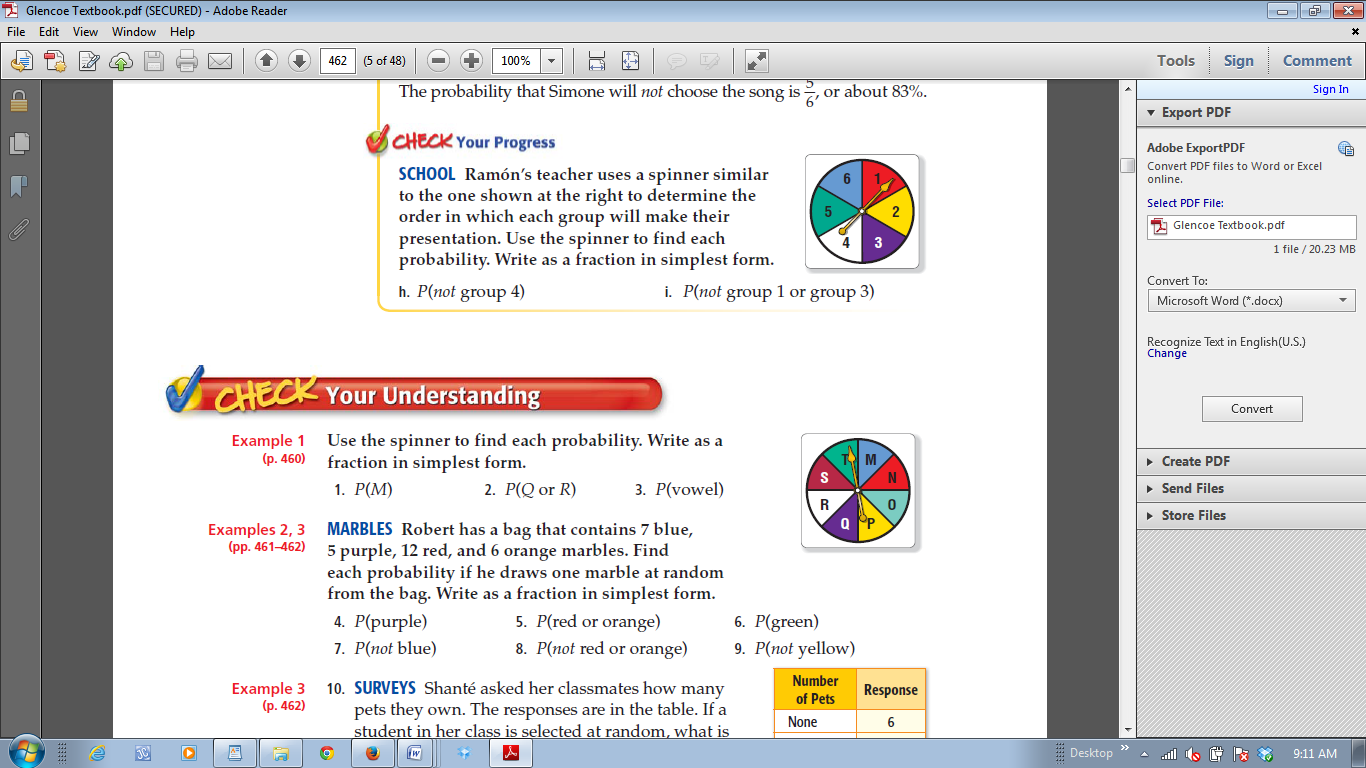 Glencoe Textbook.pdf (SECURED) - Adobe Reader
File Edit View Window Help
462 (5 of 48) 100% Tools Sign Comment
Sign In
The probability that Simone will not choose the song is 5/6, or about 83%.
CHECK Your Progress
SCHOOL Ramón's teacher uses a spinner similar
to the one shown at the right to determine the
order in which each group will make their
presentation. Use the spinner to find each
probability. Write as a fraction in simplest form.
6 1
5 2
4 3
h. P(not group 4) i. P(not group 1 or group 3)
CHECK Your Understanding
Example 1
(p. 460)
Use the spinner to find each probability. Write as a
fraction in simplest form.
1. P(M) 2. P(Q or R) 3. P(vowel)
T M
S N
R O
Q P
Examples 2, 3
(pp. 461–462)
MARBLES Robert has a bag that contains 7 blue,
5 purple, 12 red, and 6 orange marbles. Find
each probability if he draws one marble at random
from the bag. Write as a fraction in simplest form.
4. P(purple) 5. P(red or orange) 6. P(green)
7. P(not blue) 8. P(not red or orange) 9. P(not yellow)
Example 3
(p. 462)
10. SURVEYS Shanté asked her classmates how many
pets they own. The responses are in the table. If a
student in her class is selected at random, what is
Number of Pets Response
None 6
Export PDF
Adobe ExportPDF
Convert PDF files to Word or Excel
online.
Select PDF File:
Glencoe Textbook.pdf
1 file / 20.23 MB
Convert To:
Microsoft Word (*.docx)
Recognize Text in English(U.S.)
Change
Convert
Create PDF
Send Files
Store Files
Desktop 9:11 AM